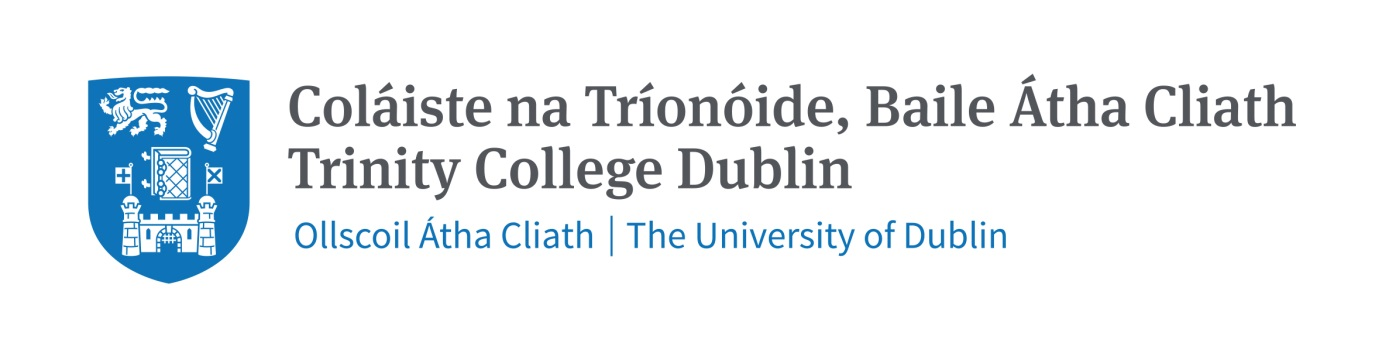 Coláiste na Tríonóide, Baile Átha Cliath
Trinity College Dublin
Ollscoil Átha Cliath | The University of Dublin